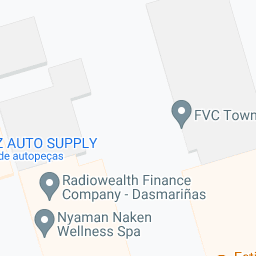 FVC Town
Z AUTO SUPPLY
de autopeças
Radiowealth Finance
Company - Dasmariñas
Nyaman Naken
Wellness Spa